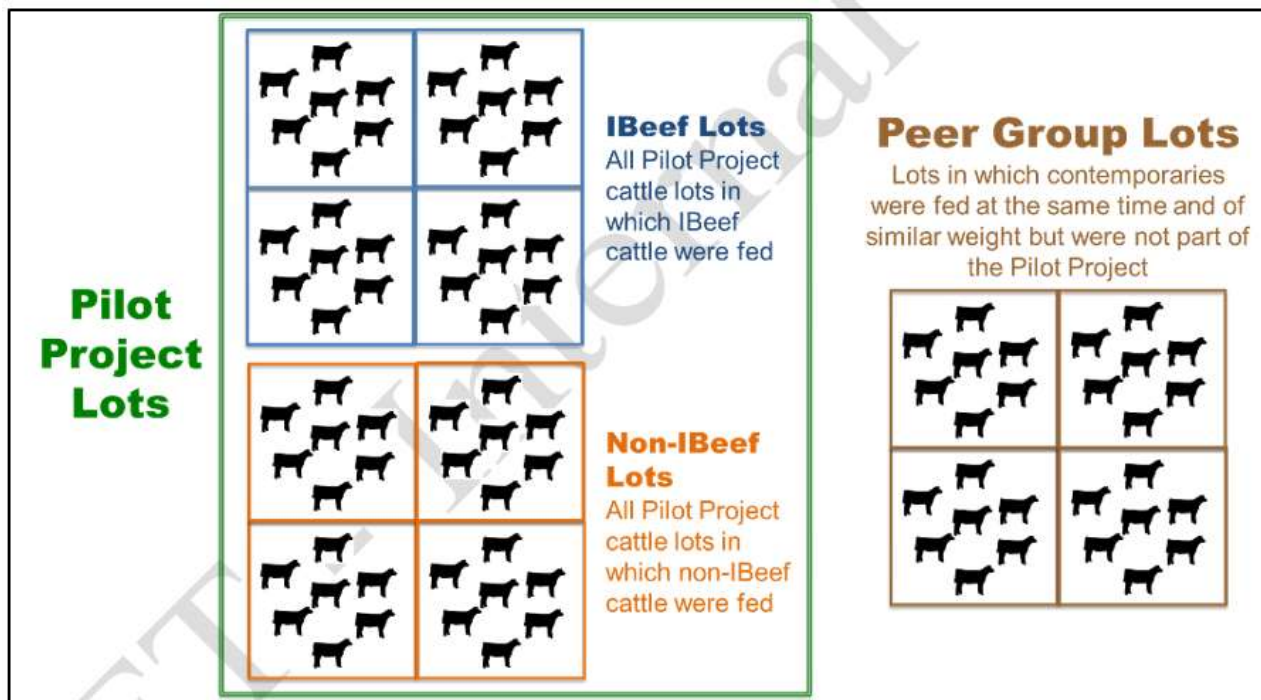 Pilot
Project
Lots
IBeef Lots
All Pilot Project
cattle lots in
which IBeef
cattle were fed
Non-IBeef
Lots
All Pilot Project
cattle lots in
which non-IBeef
cattle were fed
Peer Group Lots
Lots in which contemporaries
were fed at the same time and of
similar weight but were not part of
the Pilot Project